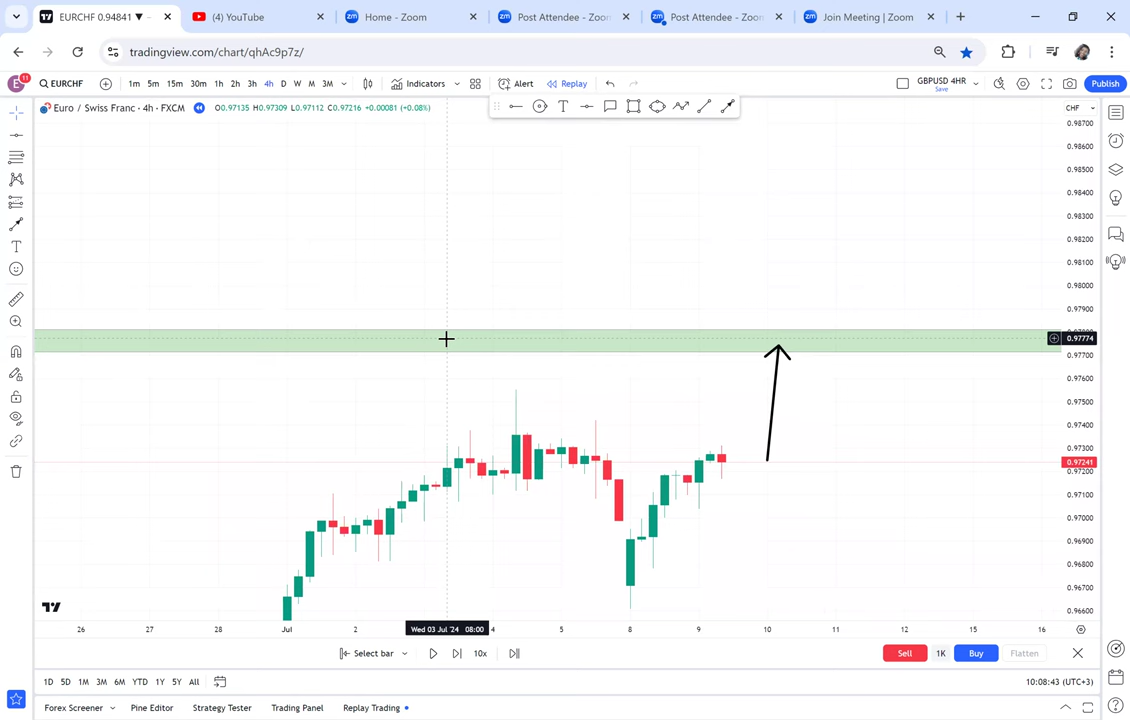 EURCHF 0.94841 ▼ −
(4) YouTube
Home - Zoom
Post Attendee - Zoom
Post Attendee - Zoom
Join Meeting | Zoom
tradingview.com/chart/qhAc9p7z/
E 11 EURCHF 1m 5m 15m 30m 1h 2h 3h 4h D W M 3M Indicators Alert Replay GBPUSD 4HR Save Publish
Euro / Swiss Franc · 4h · FXCM O0.97135 H0.97309 L0.97112 C0.97216 +0.00081 (+0.08%)
CHF
0.98700
0.98600
0.98500
0.98400
0.98300
0.98200
0.98100
0.98000
0.97900
0.97774
0.97700
0.97600
0.97500
0.97400
0.97300
0.97241
0.97200
0.97100
0.97000
0.96900
0.96800
0.96700
0.96600
26 27 28 Jul 2 Wed 03 Jul '24 08:00 4 5 8 9 10 11 12 15 16
Select bar 10x Sell 1K Buy Flatten
1D 5D 1M 3M 6M YTD 1Y 5Y All 10:08:43 (UTC+3)
Forex Screener Pine Editor Strategy Tester Trading Panel Replay Trading